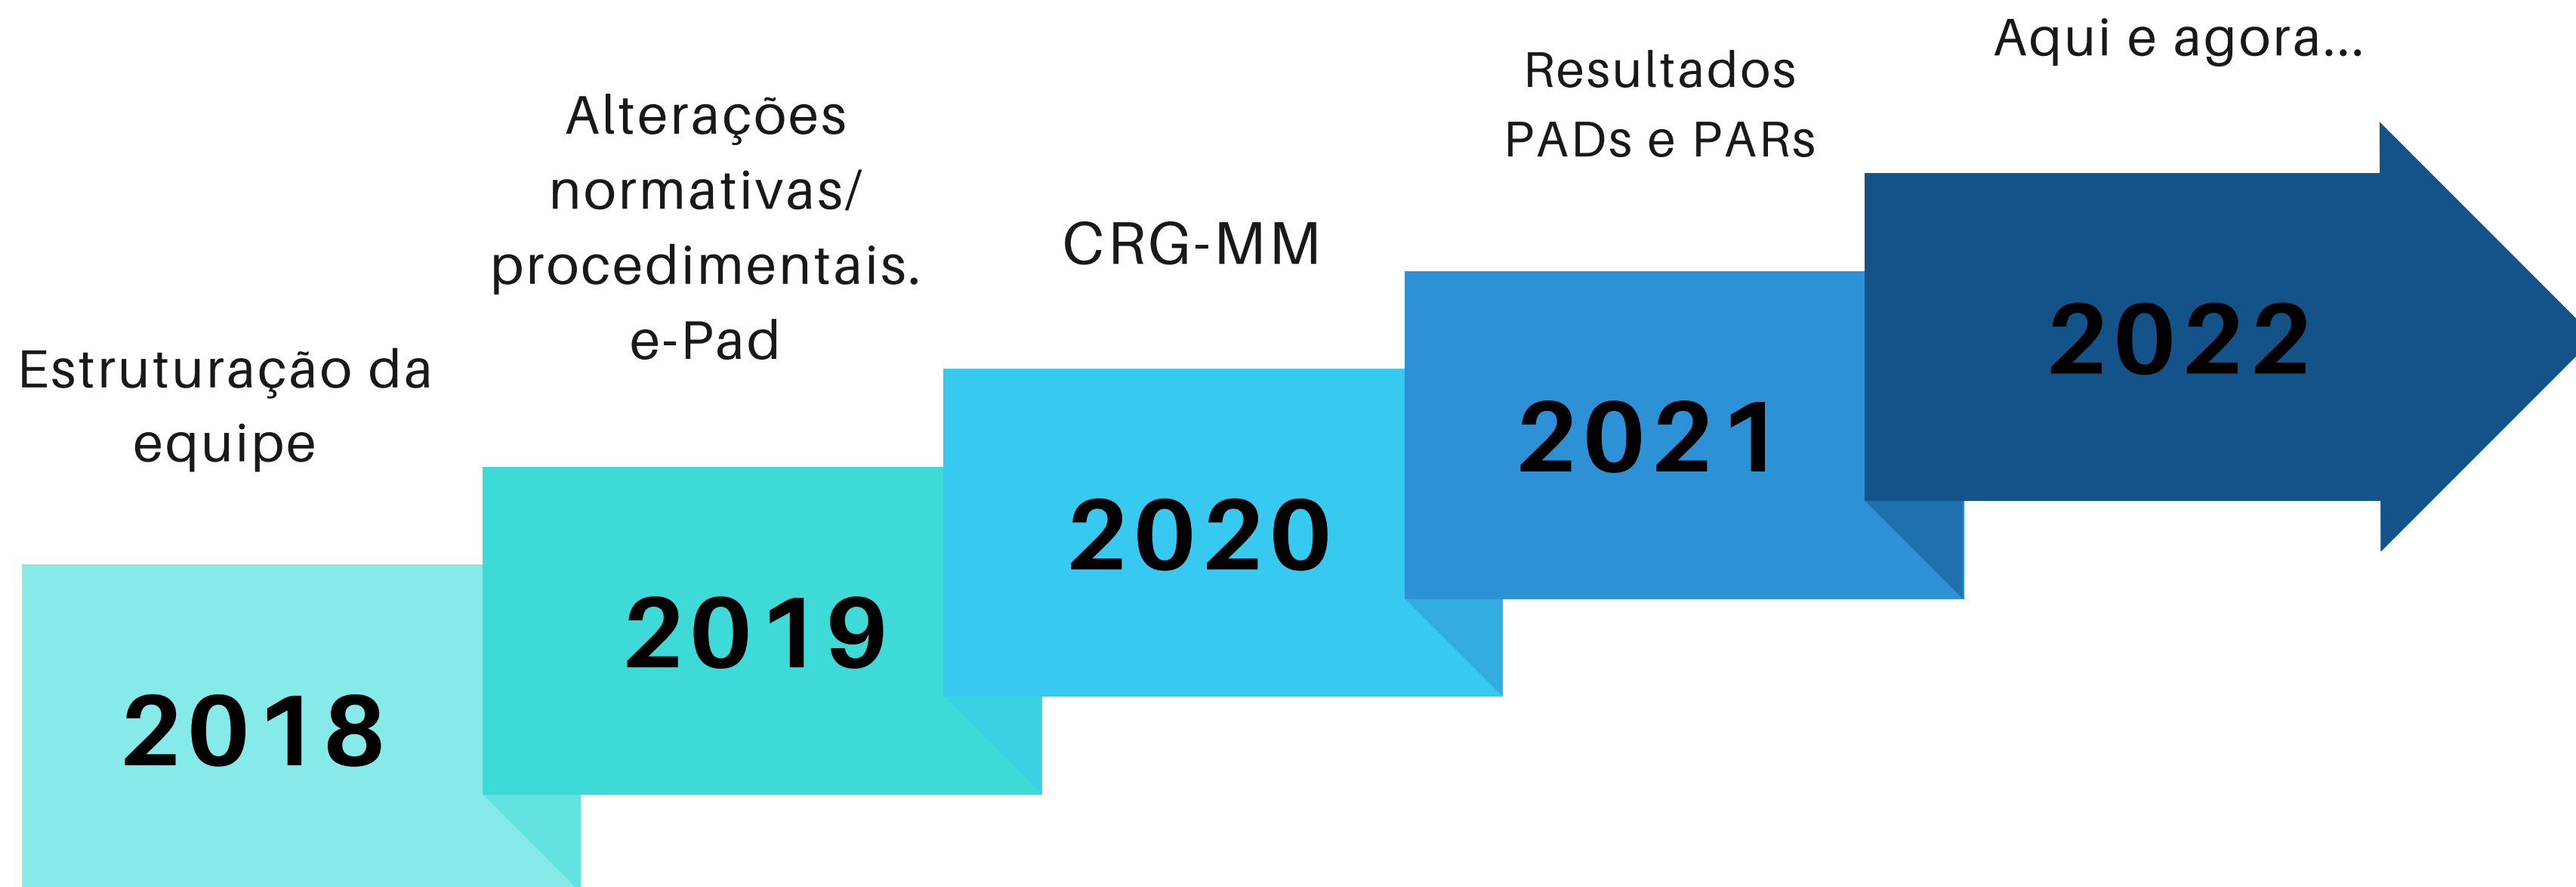 Estruturação da
equipe
2018
Alterações
normativas/
procedimentais.
e-Pad
2019
CRG-MM
2020
Resultados
PADs e PARs
2021
Aqui e agora...
2022